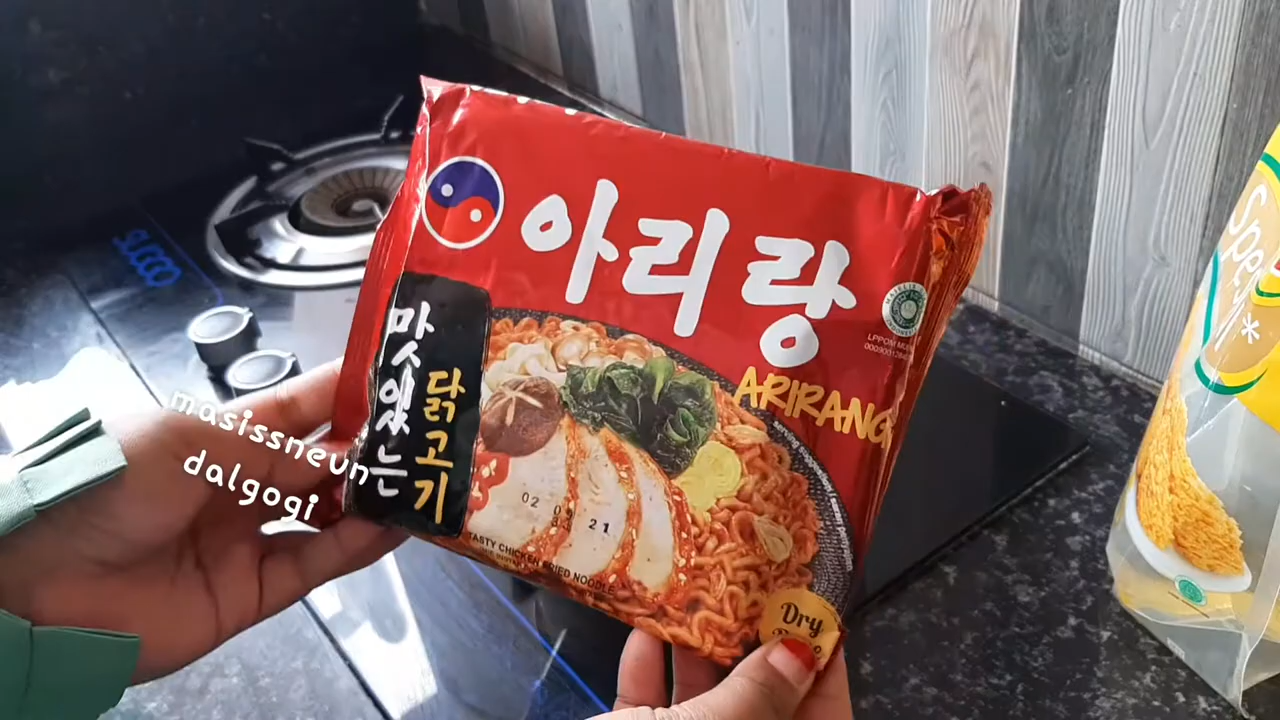 아리랑
ARIRANG
맛있는
닭고기
masissneun
dalgogi
02 09 21
TASTY CHICKEN FRIED NOODLE
Dry
LPPOM MUI
Spell*